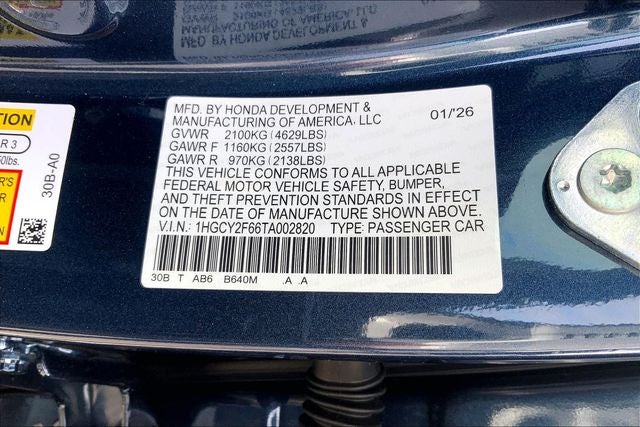 MFD. BY HONDA DEVELOPMENT &
MANUFACTURING OF AMERICA, LLC
01/'26
GVWR 2100KG (4629LBS)
GAWR F 1160KG (2557LBS)
GAWR R 970KG (2138LBS)
THIS VEHICLE CONFORMS TO ALL APPLICABLE
FEDERAL MOTOR VEHICLE SAFETY, BUMPER,
AND THEFT PREVENTION STANDARDS IN EFFECT
ON THE DATE OF MANUFACTURE SHOWN ABOVE.
V.I.N.: 1HGCY2F66TA002820 TYPE: PASSENGER CAR
30B T AB6 B640M .A .A
30B-A0